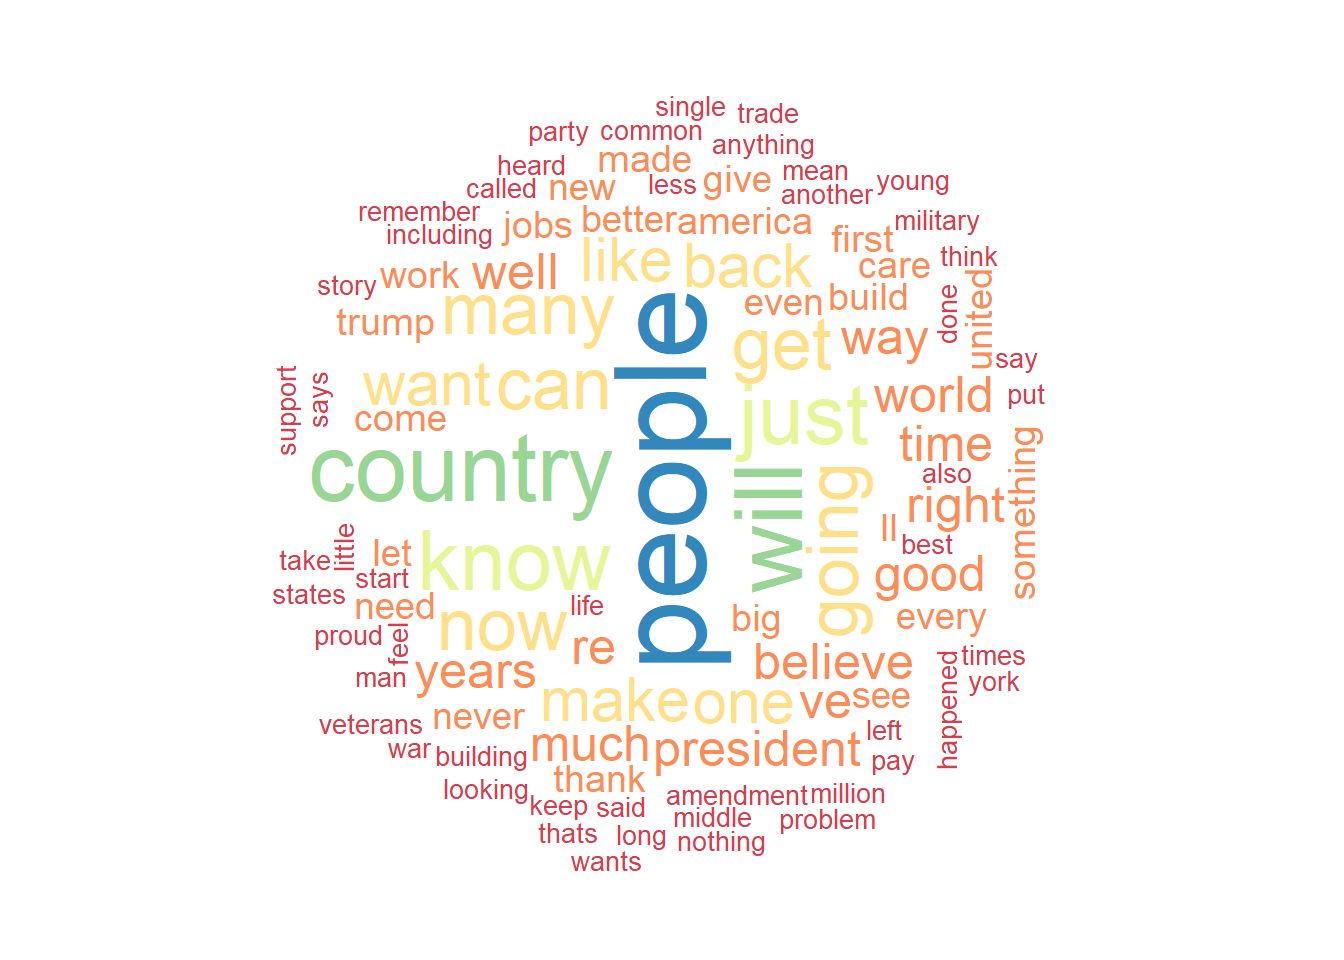 single
trade
party
common
anything
heard
made
mean
called
new
less
give
another
young
remember
including
jobs
better
america
first
military
story
work
well
like
back
care
think
trump
many
even
build
done
united
people
get
way
say
support
says
want
can
just
world
put
come
country
will
going
time
something
also
right
ll
take
little
let
know
best
start
good
states
need
life
now
big
every
proud
feel
re
believe
man
years
times
york
happened
make
one
ve
see
veterans
never
left
war
building
much
president
pay
looking
thank
keep
said
amendment
million
thats
long
middle
problem
nothing
wants